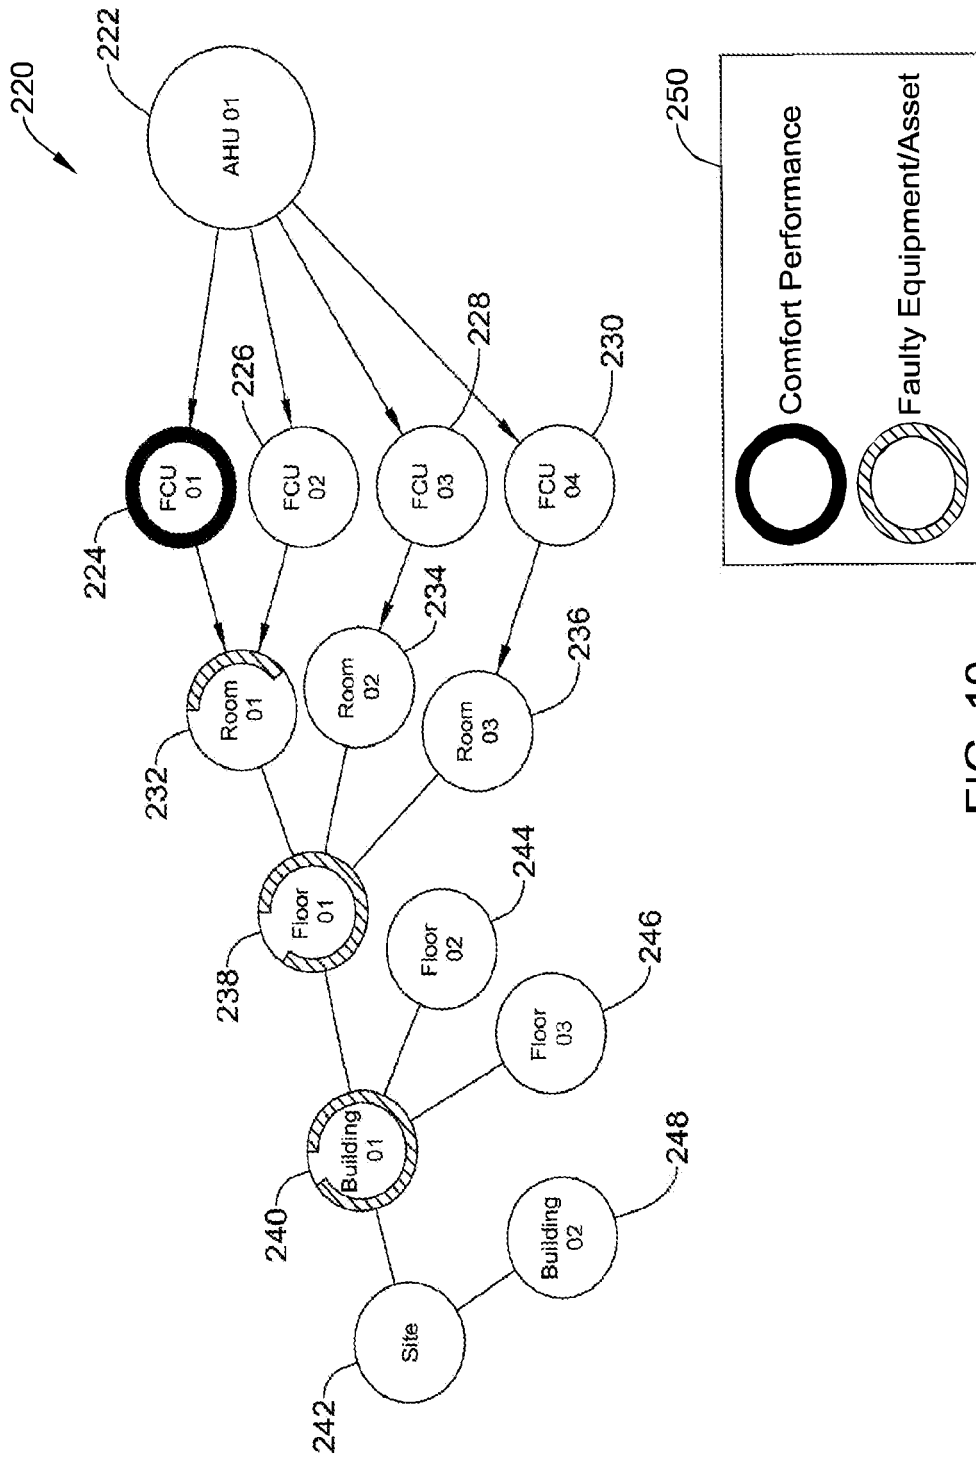 220
222
AHU 01
224
FCU
01
226
FCU
02
228
FCU
03
230
FCU
04
232
Room
01
234
Room
02
236
Room
03
238
Floor
01
244
Floor
02
246
Floor
03
240
Building
01
248
Building
02
242
Site
250
Comfort Performance
Faulty Equipment/Asset
FIG.